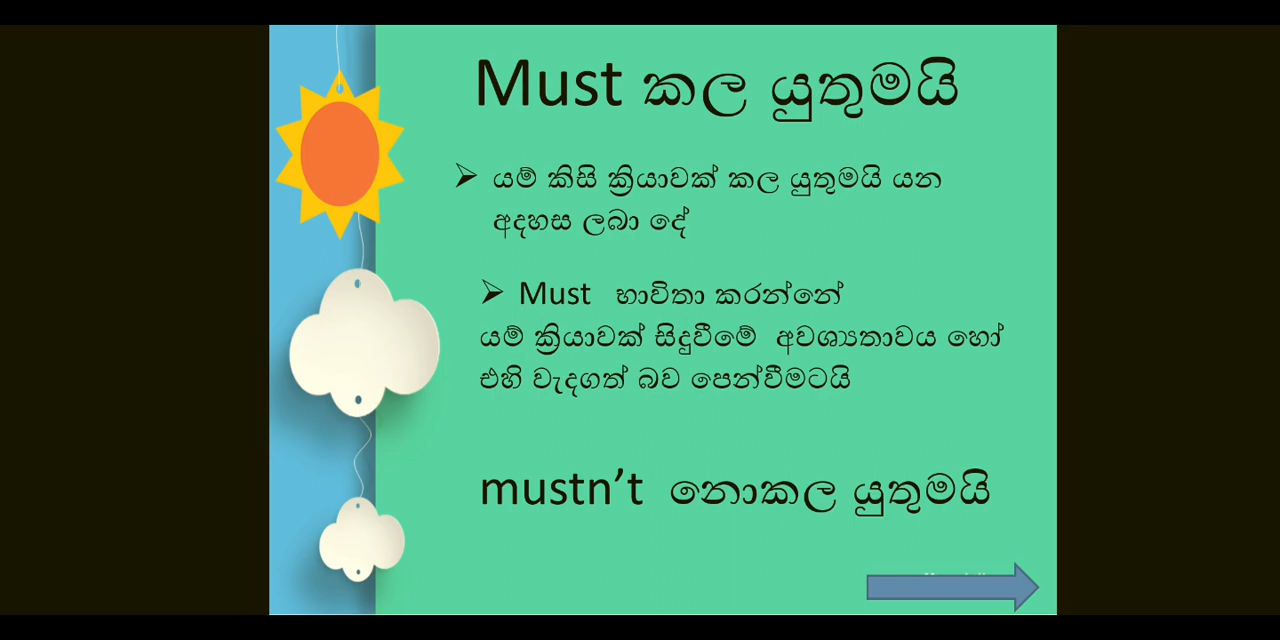 Must කල යුතුමයි
➢ යම් කිසි ක්‍රියාවක් කල යුතුමයි යන
අදහස ලබා දේ
➢ Must භාවිතා කරන්නේ
යම් ක්‍රියාවක් සිදුවීමේ අවශ්‍යතාවය හෝ
එහි වැදගත් බව පෙන්වීමටයි
mustn’t නොකල යුතුමයි